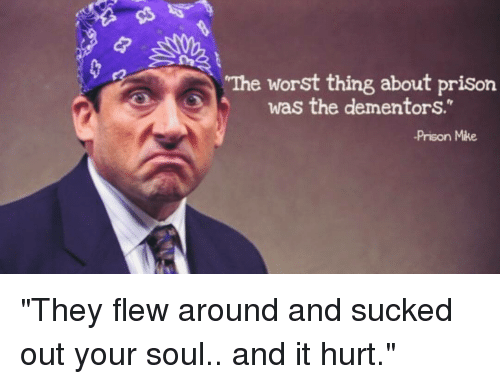 "The worst thing about prison
was the dementors."
-Prison Mike
"They flew around and sucked
out your soul.. and it hurt."